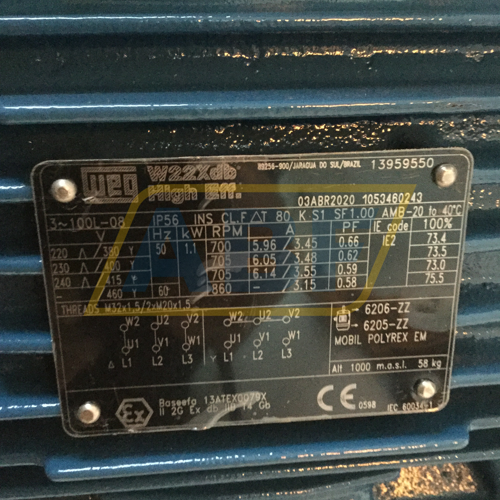 WEG W22Xdb 89256-900/JARAGUA DO SUL/BRAZIL 13959550
High Eff. 03ABR2020 1053460243
3~100L-08 IP56 INS CL.F ΔT 80 K S1 SF1.00 AMB-20 to 40°C
V Hz kW RPM A PF IE code 100%
220 Δ / 380 Y 50 1.1 700 5.96 / 3.45 0.66 IE2 73.4
230 Δ / 400 Y 705 6.05 / 3.48 0.62 73.5
240 Δ / 415 Y 705 6.14 / 3.55 0.59 73.0
- 460 Y 60 860 - 3.15 0.58 75.5
THREADS M32x1.5/2xM20x1.5
W2 U2 V2 W2 U2 V2
U1 V1 W1 U1 V1 W1
Δ L1 L2 L3 Y L1 L2 L3
6206-ZZ
6205-ZZ
MOBIL POLYREX EM
Alt 1000 m.a.s.l. 58 kg
Ex Baseefa 13ATEX0079X
II 2G Ex db IIB T4 Gb
CE 0598 IEC 60034-1